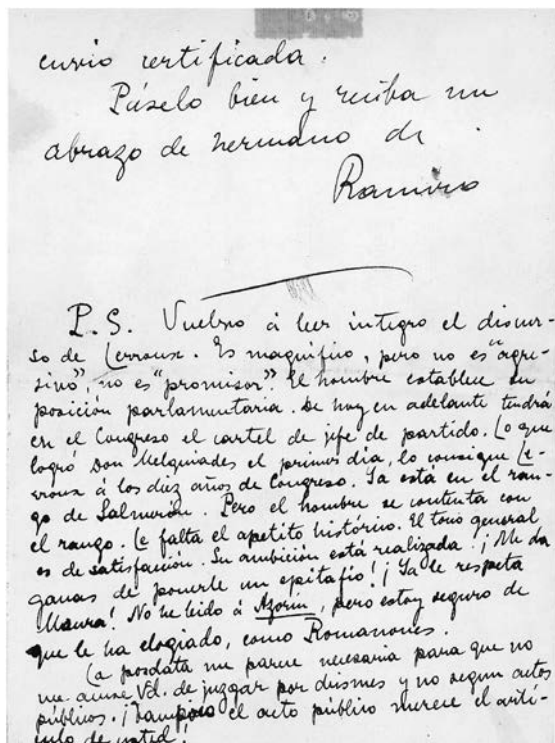 envio certificada.
Páselo bien y reciba un
abrazo de hermano de
Ramiro
P.S. Vuelvo á leer integro el discur-
so de Lerroux. Es magnífico, pero no es "agre-
sivo", no es "promisor". El hombre establece su
posición parlamentaria. De hoy en adelante tendrá
en el Congreso el cartel de jefe de partido. Lo que
logró Don Melquiades el primer día, lo consigue Le-
rroux á los diez años de Congreso. Ya está en el ran-
go de Salmerón. Pero el hombre se contenta con
el rango. Le falta el apetito histórico. El tono general
es de satisfacción. Su ambición está realizada. ¡Me da
ganas de ponerle un epitafio! ¡Ya le respeta
Maura! No he leido á Azorín, pero estoy seguro de
que le ha elogiado, como Romanones.
La posdata me parece necesaria para que no
me acuse Vd. de juzgar por chismes y no segun actos
públicos. ¡Tampoco el acto público merece el artí-
culo de usted!